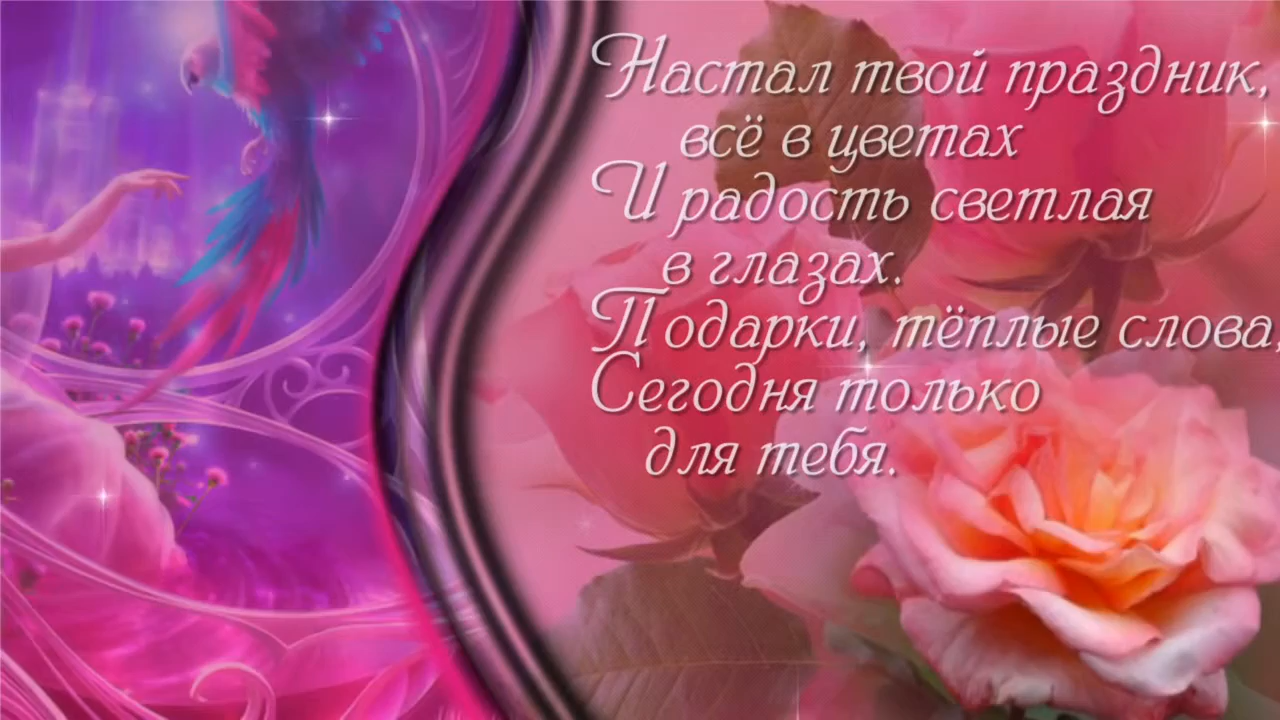 Настал твой праздник,
всё в цветах
И радость светлая
в глазах.
Подарки, тёплые слова,
Сегодня только
для тебя.